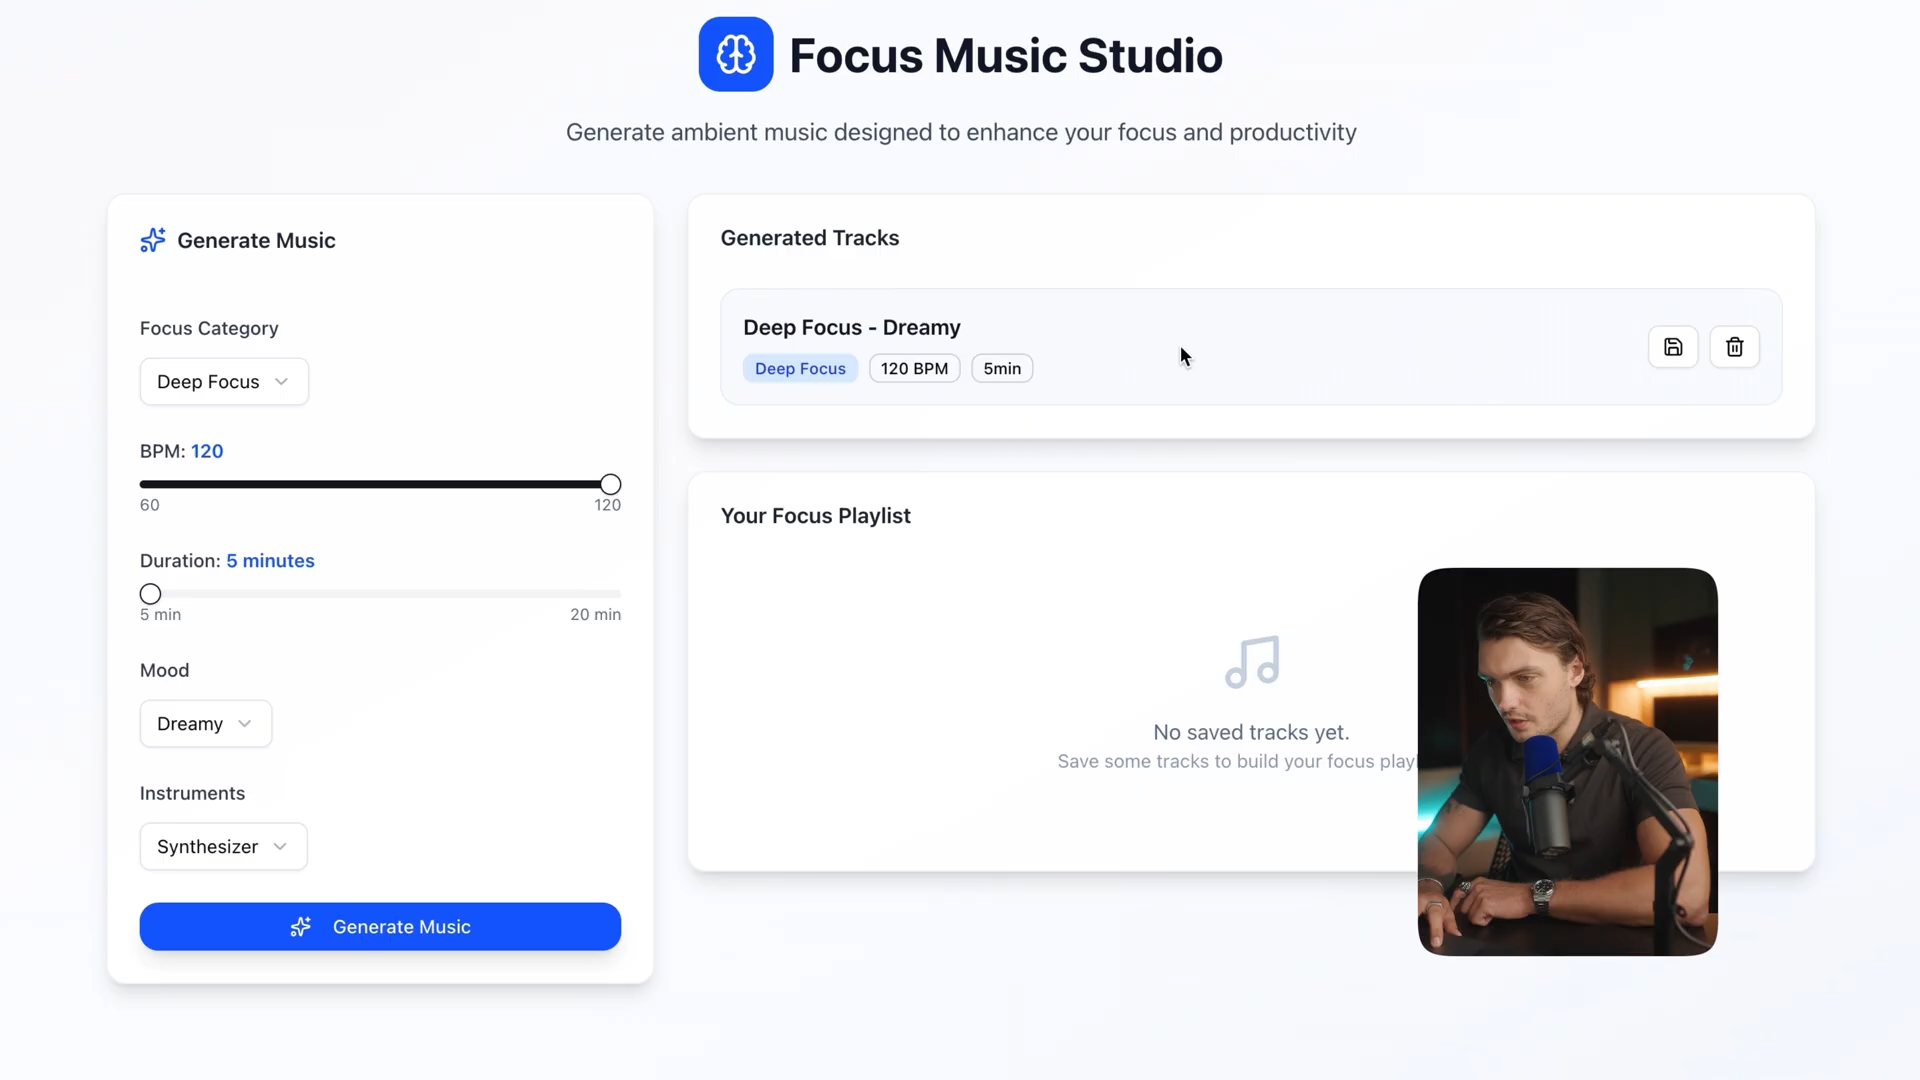 Focus Music Studio
Generate ambient music designed to enhance your focus and productivity
Generate Music
Focus Category
Deep Focus
BPM: 120
60 120
Duration: 5 minutes
5 min 20 min
Mood
Dreamy
Instruments
Synthesizer
Generate Music
Generated Tracks
Deep Focus - Dreamy
Deep Focus 120 BPM 5min
Your Focus Playlist
No saved tracks yet.
Save some tracks to build your focus